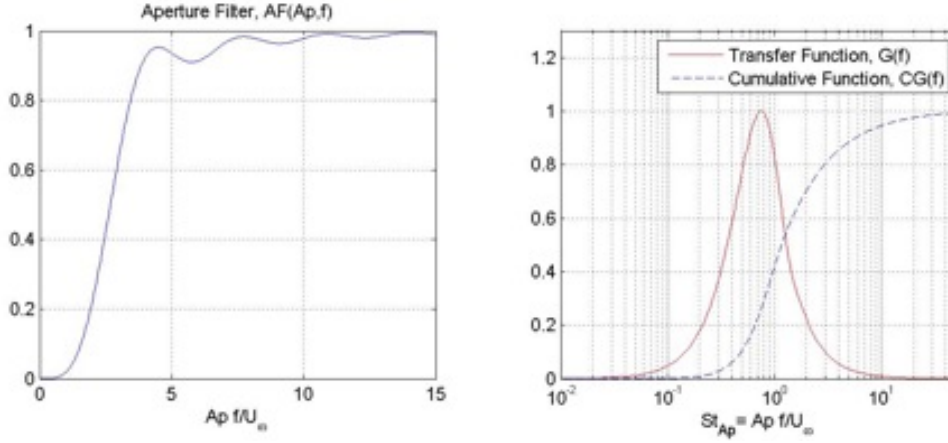 Aperture Filter, AF(Ap,f)
1
0.8
0.6
0.4
0.2
0
0 5 10 15
Ap f/U∞
Transfer Function, G(f)
Cumulative Function, CG(f)
1.2
1
0.8
0.6
0.4
0.2
0
10⁻² 10⁻¹ 10⁰ 10¹
St_Ap = Ap f/U∞